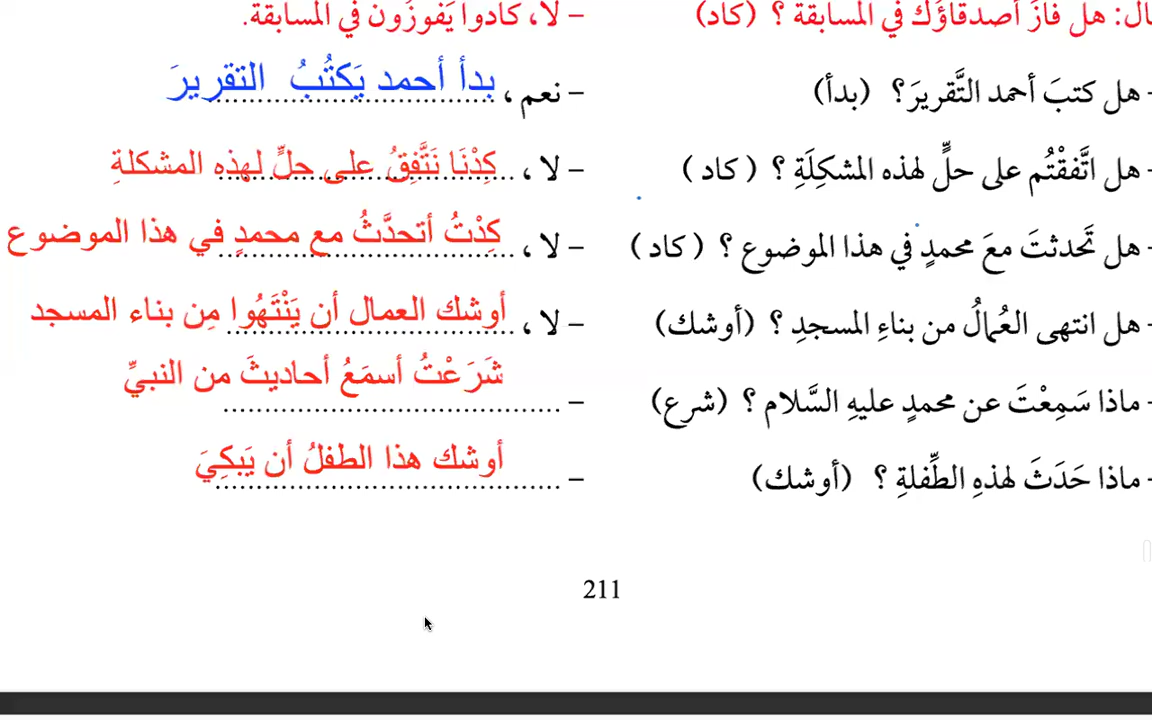 ال: هل فازَ أصدقاؤُك في المسابقة ؟ (كاد) – لا، كادوا يَفوزُون في المسابقة.
- هل كتبَ أحمد التَّقريرَ؟ (بدأ) – نعم، بدأ أحمد يَكتُبُ التقريرَ
- هل اتَّفقْتُم على حلٍّ لهذه المشكِلَةِ ؟ ( كاد ) – لا، كِدْنَا نَتَّفِقُ على حلٍّ لهذه المشكلةِ
- هل تَحدثتَ معَ محمدٍ في هذا الموضوع ؟ ( كاد ) – لا، كِدْتُ أتحدَّثُ مع محمدٍ في هذا الموضوع
- هل انتهى العُمالُ من بناءِ المسجدِ ؟ (أوشك) – لا، أوشك العمال أن يَنْتَهُوا مِن بناء المسجد
- ماذا سَمِعْتَ عن محمدٍ عليهِ السَّلام ؟ (شرع) – شَرَعْتُ أسمَعُ أحاديثَ من النبيِّ
- ماذا حَدَثَ لهذهِ الطِّفلةِ ؟ (أوشك) – أوشك هذا الطفلُ أن يَبكِيَ
211